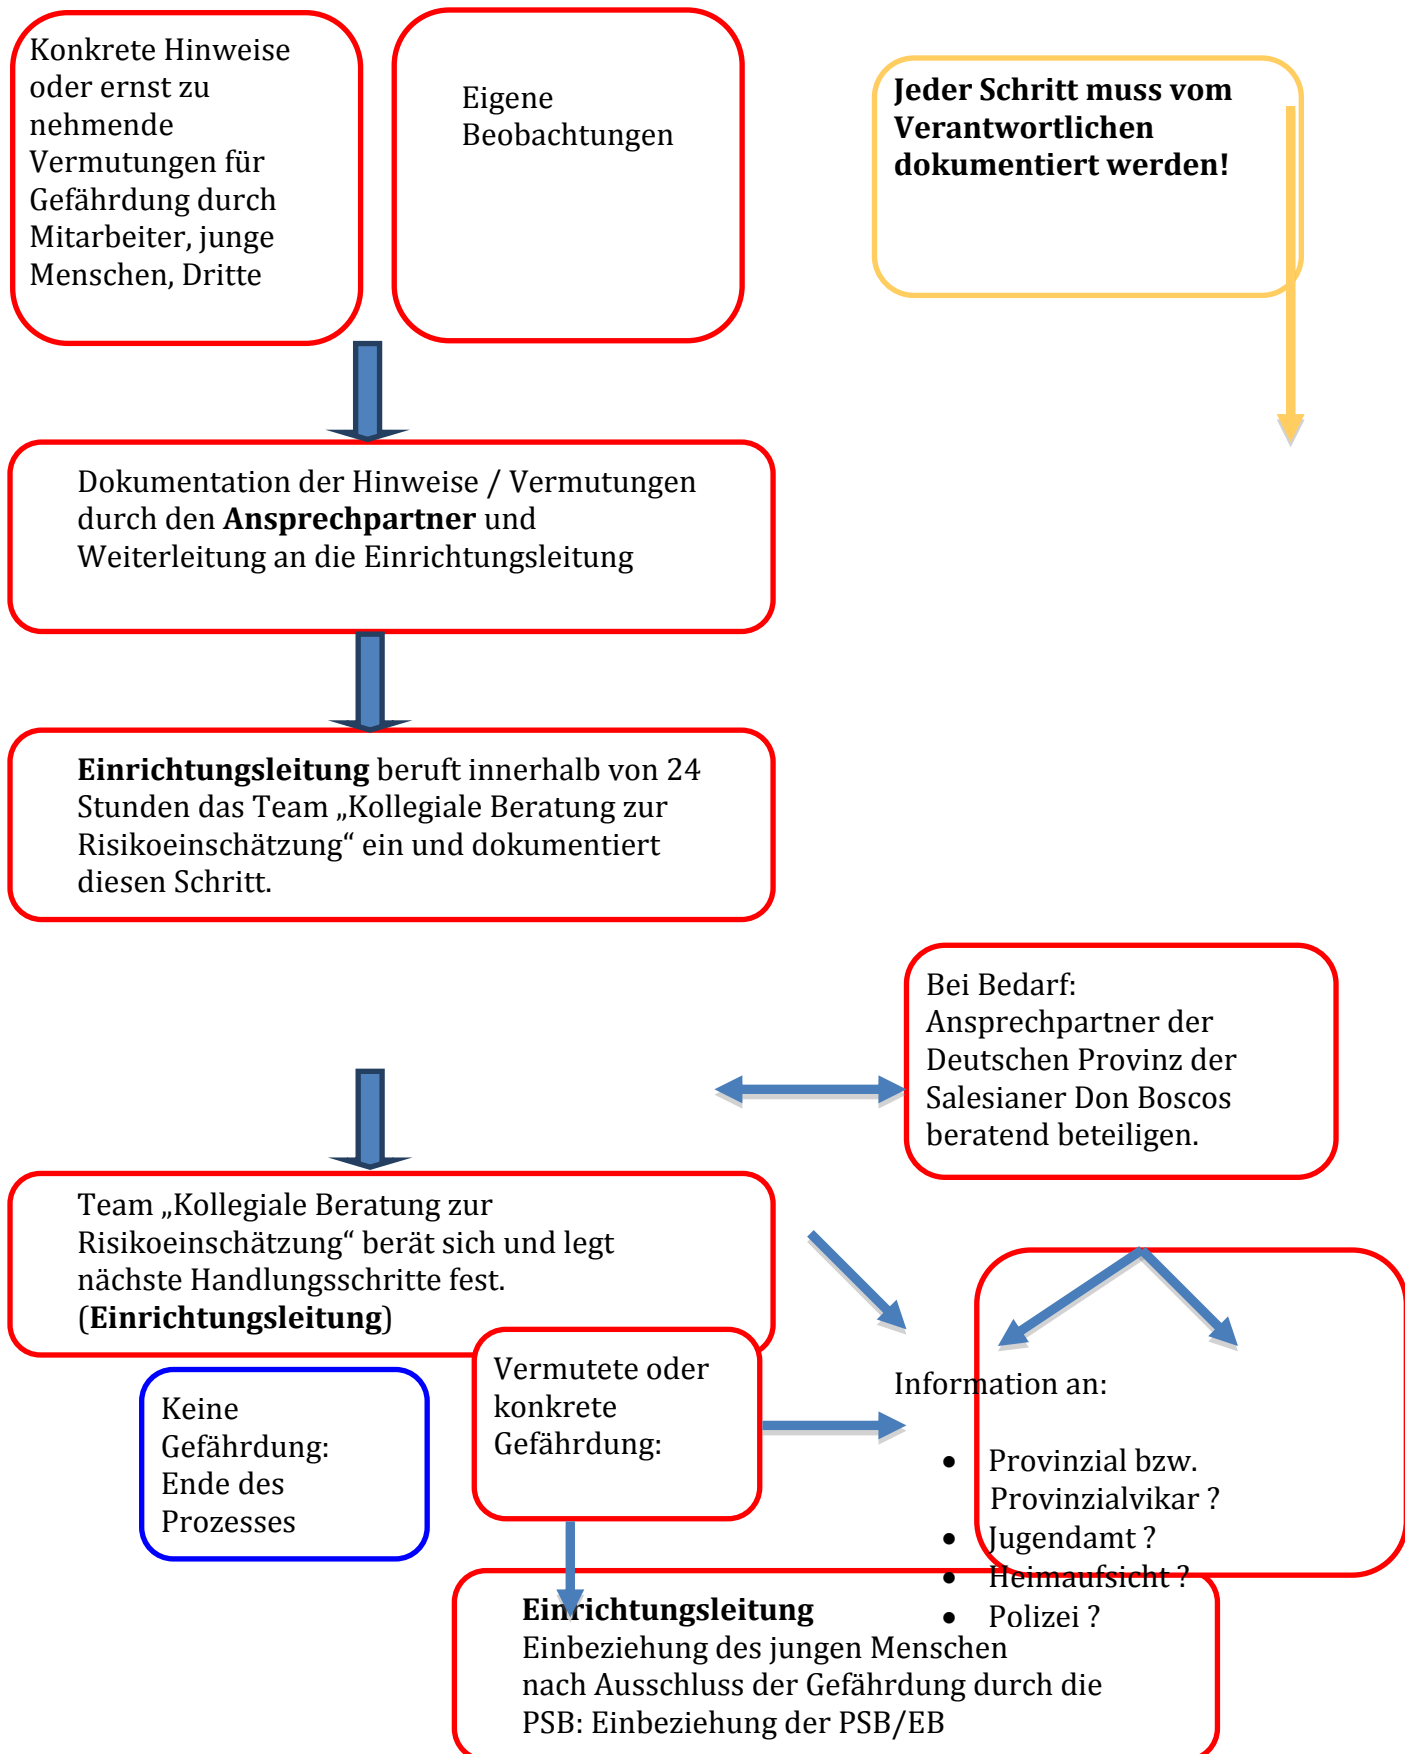 Konkrete Hinweise
oder ernst zu
nehmende
Vermutungen für
Gefährdung durch
Mitarbeiter, junge
Menschen, Dritte
Eigene
Beobachtungen
Jeder Schritt muss vom
Verantwortlichen
dokumentiert werden!
Dokumentation der Hinweise / Vermutungen
durch den Ansprechpartner und
Weiterleitung an die Einrichtungsleitung
Einrichtungsleitung beruft innerhalb von 24
Stunden das Team „Kollegiale Beratung zur
Risikoeinschätzung“ ein und dokumentiert
diesen Schritt.
Bei Bedarf:
Ansprechpartner der
Deutschen Provinz der
Salesianer Don Boscos
beratend beteiligen.
Team „Kollegiale Beratung zur
Risikoeinschätzung“ berät sich und legt
nächste Handlungsschritte fest.
(Einrichtungsleitung)
Keine
Gefährdung:
Ende des
Prozesses
Vermutete oder
konkrete
Gefährdung:
Information an:
• Provinzial bzw.
Provinzialvikar ?
• Jugendamt ?
• Heimaufsicht ?
• Polizei ?
Einrichtungsleitung
Einbeziehung des jungen Menschen
nach Ausschluss der Gefährdung durch die
PSB: Einbeziehung der PSB/EB